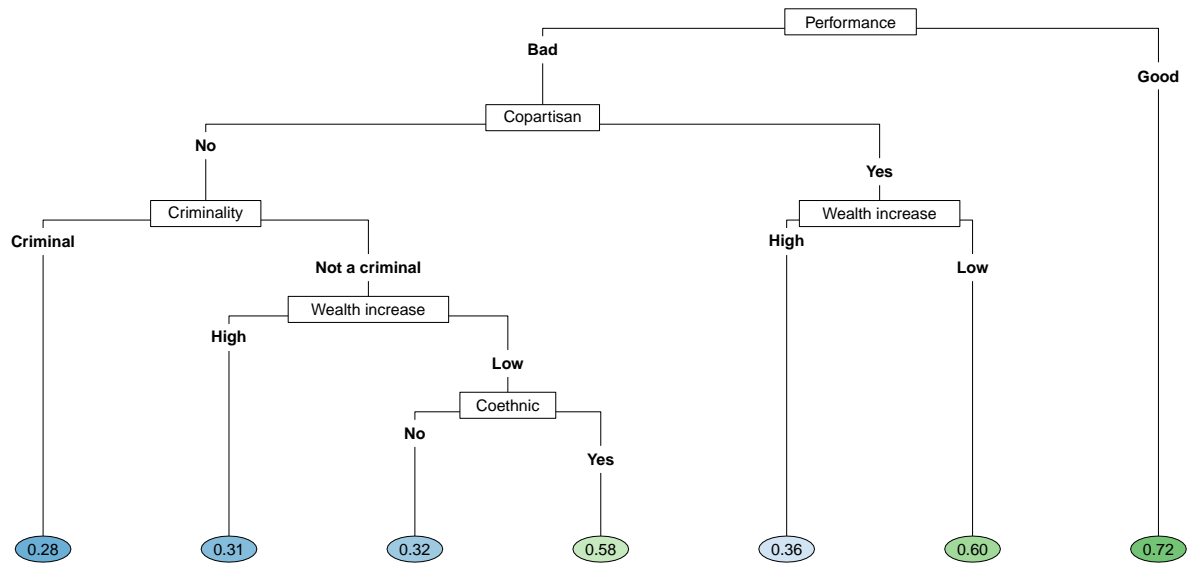 Performance
Bad
Good
Copartisan
No
Yes
Criminality
Wealth increase
Criminal
High
Not a criminal
Low
Wealth increase
High
Low
Coethnic
No
Yes
0.28
0.31
0.32
0.58
0.36
0.60
0.72